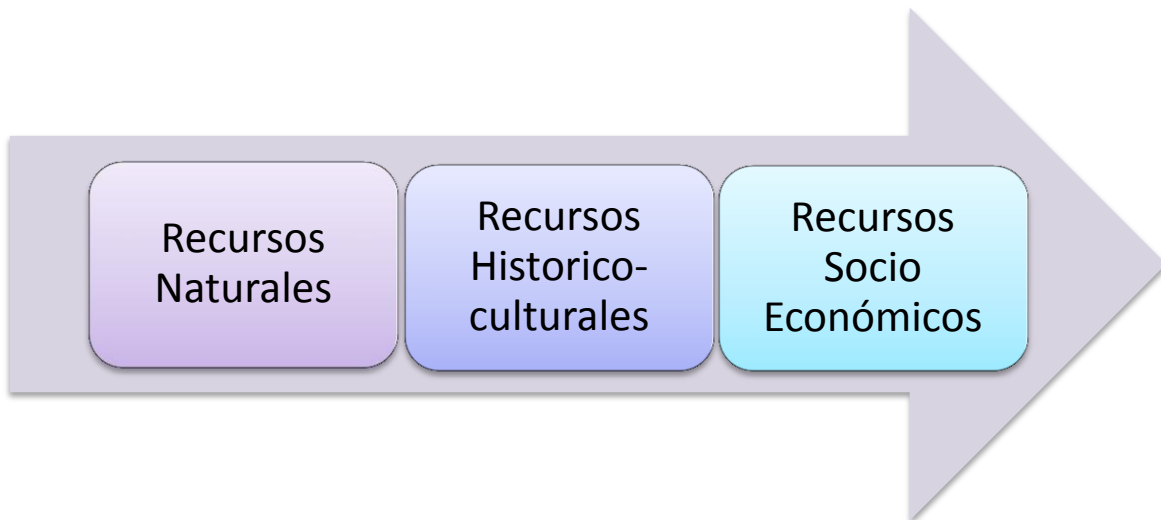 Recursos
Naturales
Recursos
Historico-
culturales
Recursos
Socio
Económicos